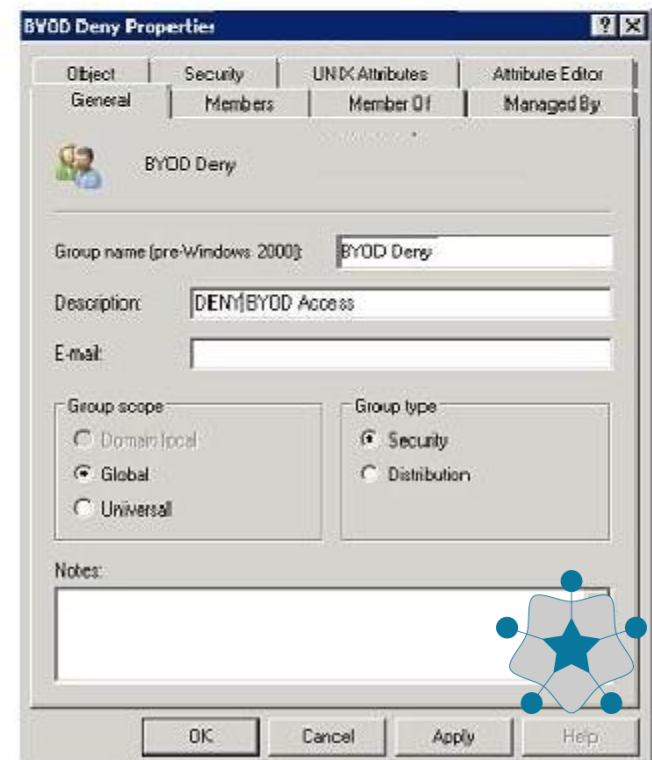 BYOD Deny Properties
Object Security UNIX Attributes Attribute Editor
General Members Member Of Managed By
BYOD Deny
Group name (pre-Windows 2000): BYOD Deny
Description: DENY BYOD Access
E-mail:
Group scope Group type
Domain local Security
Global Distribution
Universal
Notes:
OK Cancel Apply Help